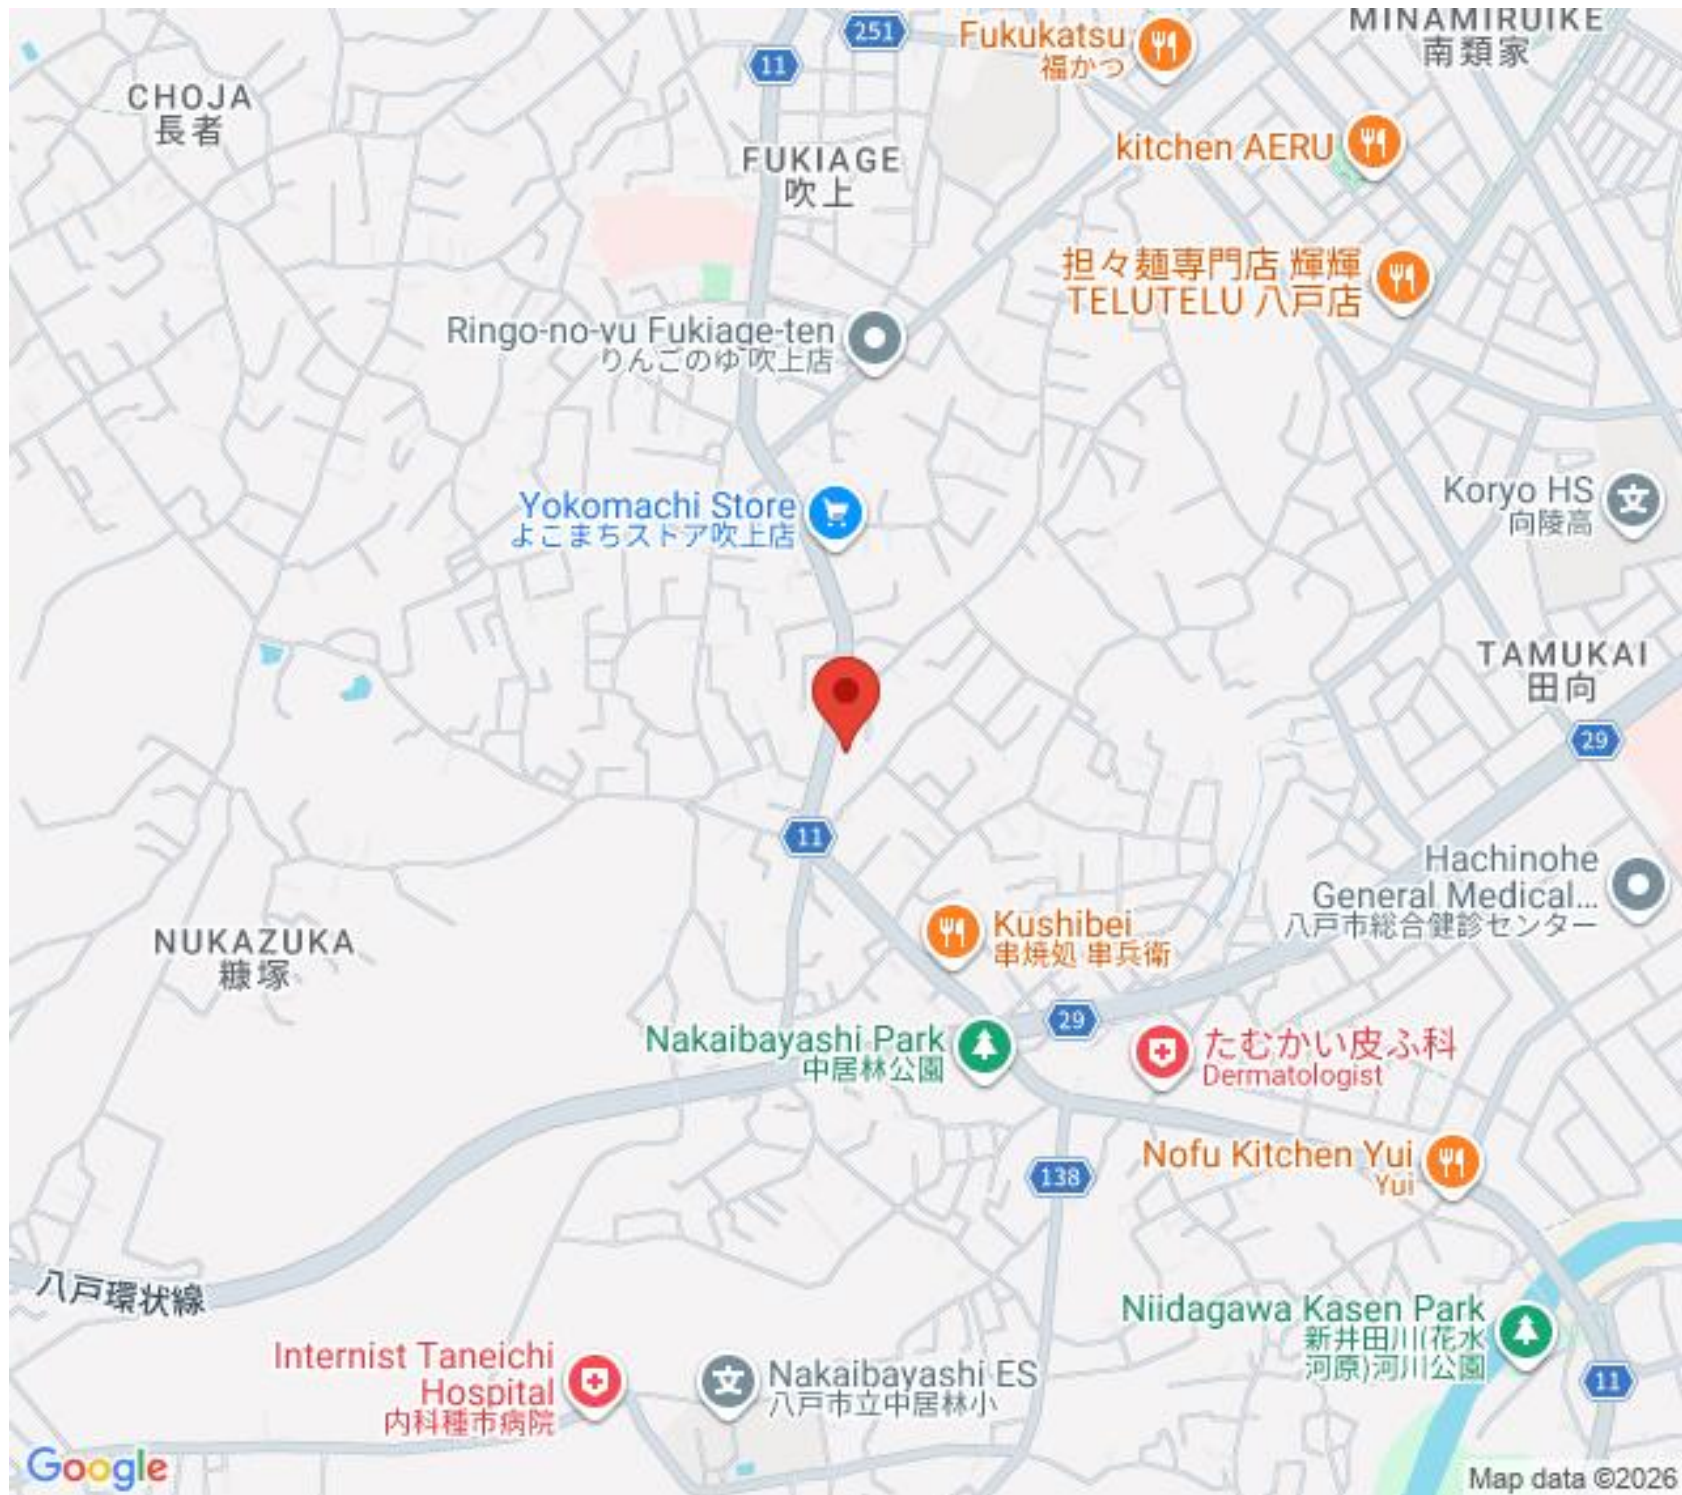 MINAMIRUIKE
南類家
251
Fukukatsu
福かつ
11
CHOJA
長者
kitchen AERU
FUKIAGE
吹上
担々麺専門店 輝輝
TELUTELU 八戸店
Ringo-no-yu Fukiage-ten
りんごのゆ 吹上店
Yokomachi Store
よこまちストア吹上店
Koryo HS
向陵高
TAMUKAI
田向
29
11
Hachinohe
General Medical...
八戸市総合健診センター
Kushibei
串焼処 串兵衛
NUKAZUKA
糠塚
29
Nakaibayashi Park
中居林公園
たむかい皮ふ科
Dermatologist
Nofu Kitchen Yui
Yui
138
八戸環状線
Niidagawa Kasen Park
新井田川(花水
河原)河川公園
Internist Taneichi
Hospital
内科種市病院
Nakaibayashi ES
八戸市立中居林小
11
Google
Map data ©2026